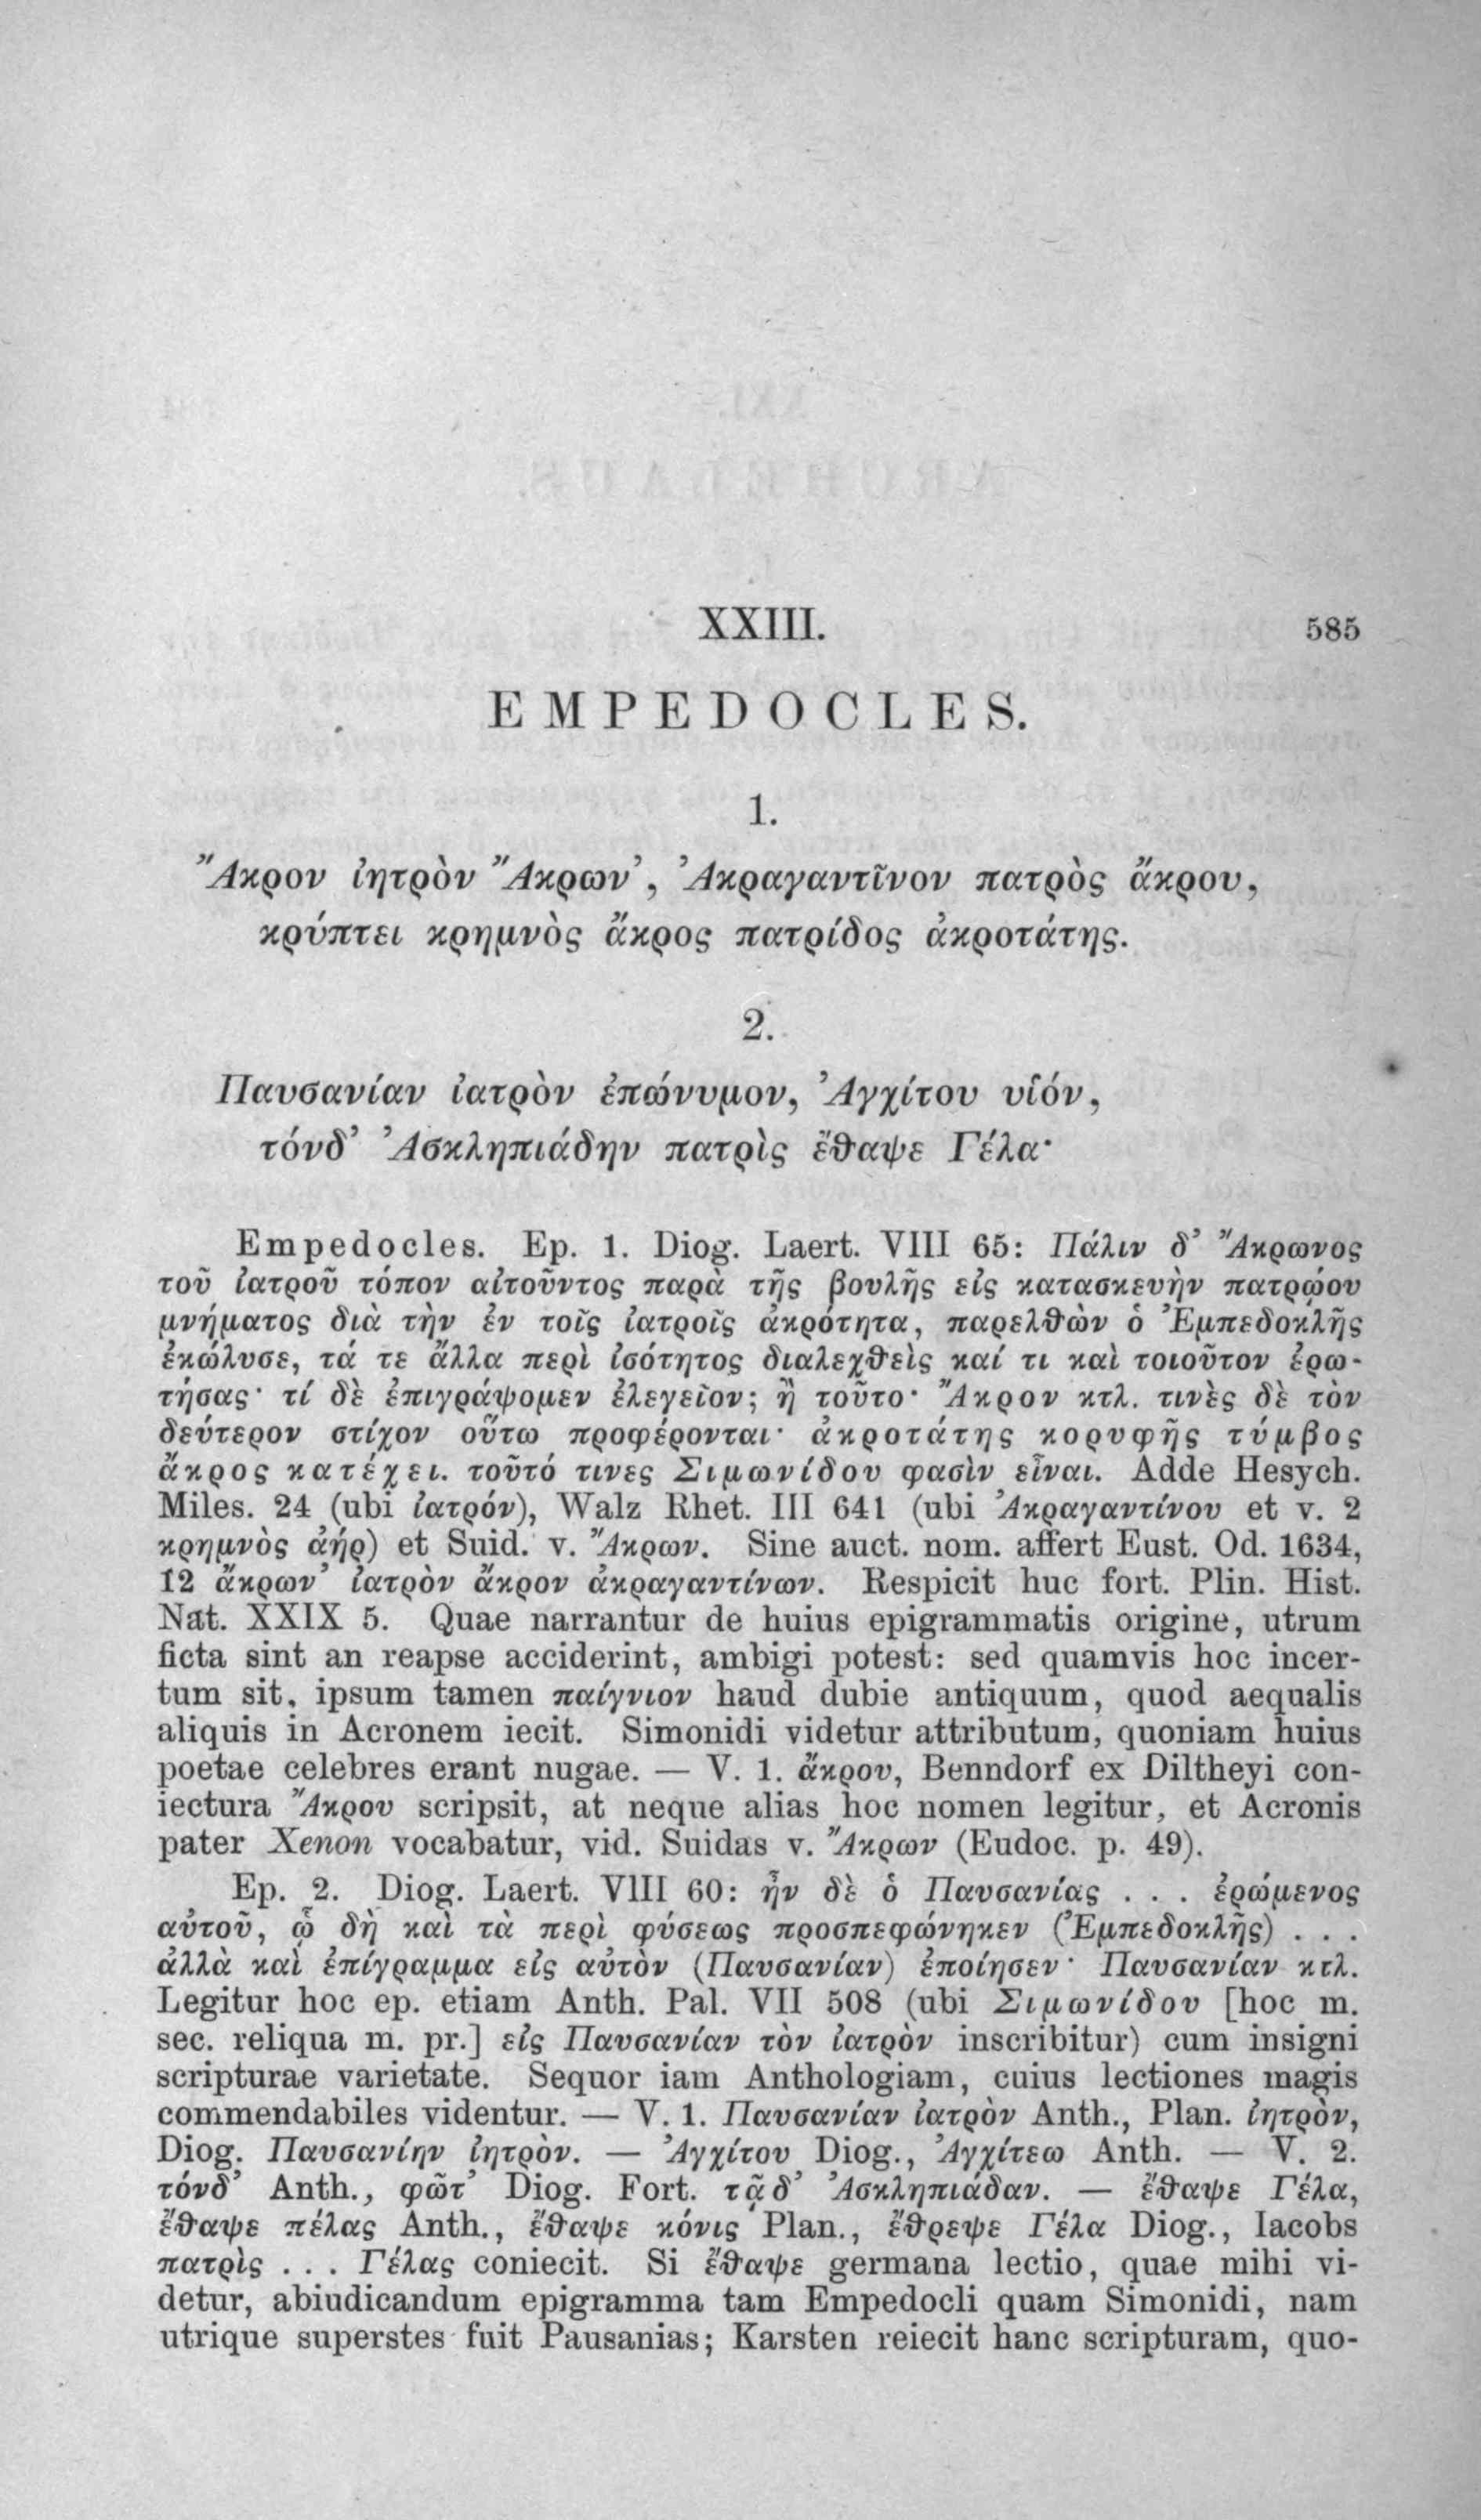 XXIII. 585
EMPEDOCLES.
1.
Ἄκρον ἰητρὸν Ἄκρων’, Ἀκραγαντῖνον πατρὸς ἄκρου,
κρύπτει κρημνὸς ἄκρος πατρίδος ἀκροτάτης.
2.
Παυσανίαν ἰατρὸν ἐπώνυμον, Ἀγχίτου υἱόν,
τόνδ’ Ἀσκληπιάδην πατρὶς ἔθαψε Γέλα·
Empedocles. Ep. 1. Diog. Laert. VIII 65: Πάλιν δ’ Ἄκρωνος
τοῦ ἰατροῦ τόπον αἰτοῦντος παρὰ τῆς βουλῆς εἰς κατασκευὴν πατρῴου
μνήματος διὰ τὴν ἐν τοῖς ἰατροῖς ἀκρότητα, παρελθὼν ὁ Ἐμπεδοκλῆς
ἐκώλυσε, τά τε ἄλλα περὶ ἰσότητος διαλεχθεὶς καί τι καὶ τοιοῦτον ἐρω-
τήσας· τί δὲ ἐπιγράψομεν ἐλεγεῖον; ἢ τοῦτο· Ἄκρον κτλ. τινὲς δὲ τὸν
δεύτερον στίχον οὕτω προφέρονται· ἀκροτάτης κορυφῆς τύμβος
ἄκρος κατέχει. τοῦτό τινες Σιμωνίδου φασὶν εἶναι. Adde Hesych.
Miles. 24 (ubi ἰατρόν), Walz Rhet. III 641 (ubi Ἀκραγαντίνου et v. 2
κρημνὸς ἀήρ) et Suid. v. Ἄκρων. Sine auct. nom. affert Eust. Od. 1634,
12 ἄκρων’ ἰατρὸν ἄκρον ἀκραγαντίνων. Respicit huc fort. Plin. Hist.
Nat. XXIX 5. Quae narrantur de huius epigrammatis origine, utrum
ficta sint an reapse acciderint, ambigi potest: sed quamvis hoc incer-
tum sit, ipsum tamen παίγνιον haud dubie antiquum, quod aequalis
aliquis in Acronem iecit. Simonidi videtur attributum, quoniam huius
poetae celebres erant nugae. — V. 1. ἄκρου, Benndorf ex Diltheyi con-
iectura Ἄκρου scripsit, at neque alias hoc nomen legitur, et Acronis
pater Xenon vocabatur, vid. Suidas v. Ἄκρων (Eudoc. p. 49).
Ep. 2. Diog. Laert. VIII 60: ἦν δὲ ὁ Παυσανίας . . . ἐρώμενος
αὐτοῦ, ᾧ δὴ καὶ τὰ περὶ φύσεως προσπεφώνηκεν (Ἐμπεδοκλῆς) . . .
ἀλλὰ καὶ ἐπίγραμμα εἰς αὐτὸν (Παυσανίαν) ἐποίησεν· Παυσανίαν κτλ.
Legitur hoc ep. etiam Anth. Pal. VII 508 (ubi Σιμωνίδου [hoc m.
sec. reliqua m. pr.] εἰς Παυσανίαν τὸν ἰατρὸν inscribitur) cum insigni
scripturae varietate. Sequor iam Anthologiam, cuius lectiones magis
commendabiles videntur. — V. 1. Παυσανίαν ἰατρὸν Anth., Plan. ἰητρὸν,
Diog. Παυσανίην ἰητρὸν. — Ἀγχίτου Diog., Ἀγχίτεω Anth. — V. 2.
τόνδ’ Anth., φῶτ’ Diog. Fort. τᾷδ’ Ἀσκληπιάδαν. — ἔθαψε Γέλα,
ἔθαψε πέλας Anth., ἔθαψε κόνις Plan., ἔθρεψε Γέλα Diog., Iacobs
πατρὶς . . . Γέλας coniecit. Si ἔθαψε germana lectio, quae mihi vi-
detur, abiudicandum epigramma tam Empedocli quam Simonidi, nam
utrique superstes fuit Pausanias; Karsten reiecit hanc scripturam, quo-